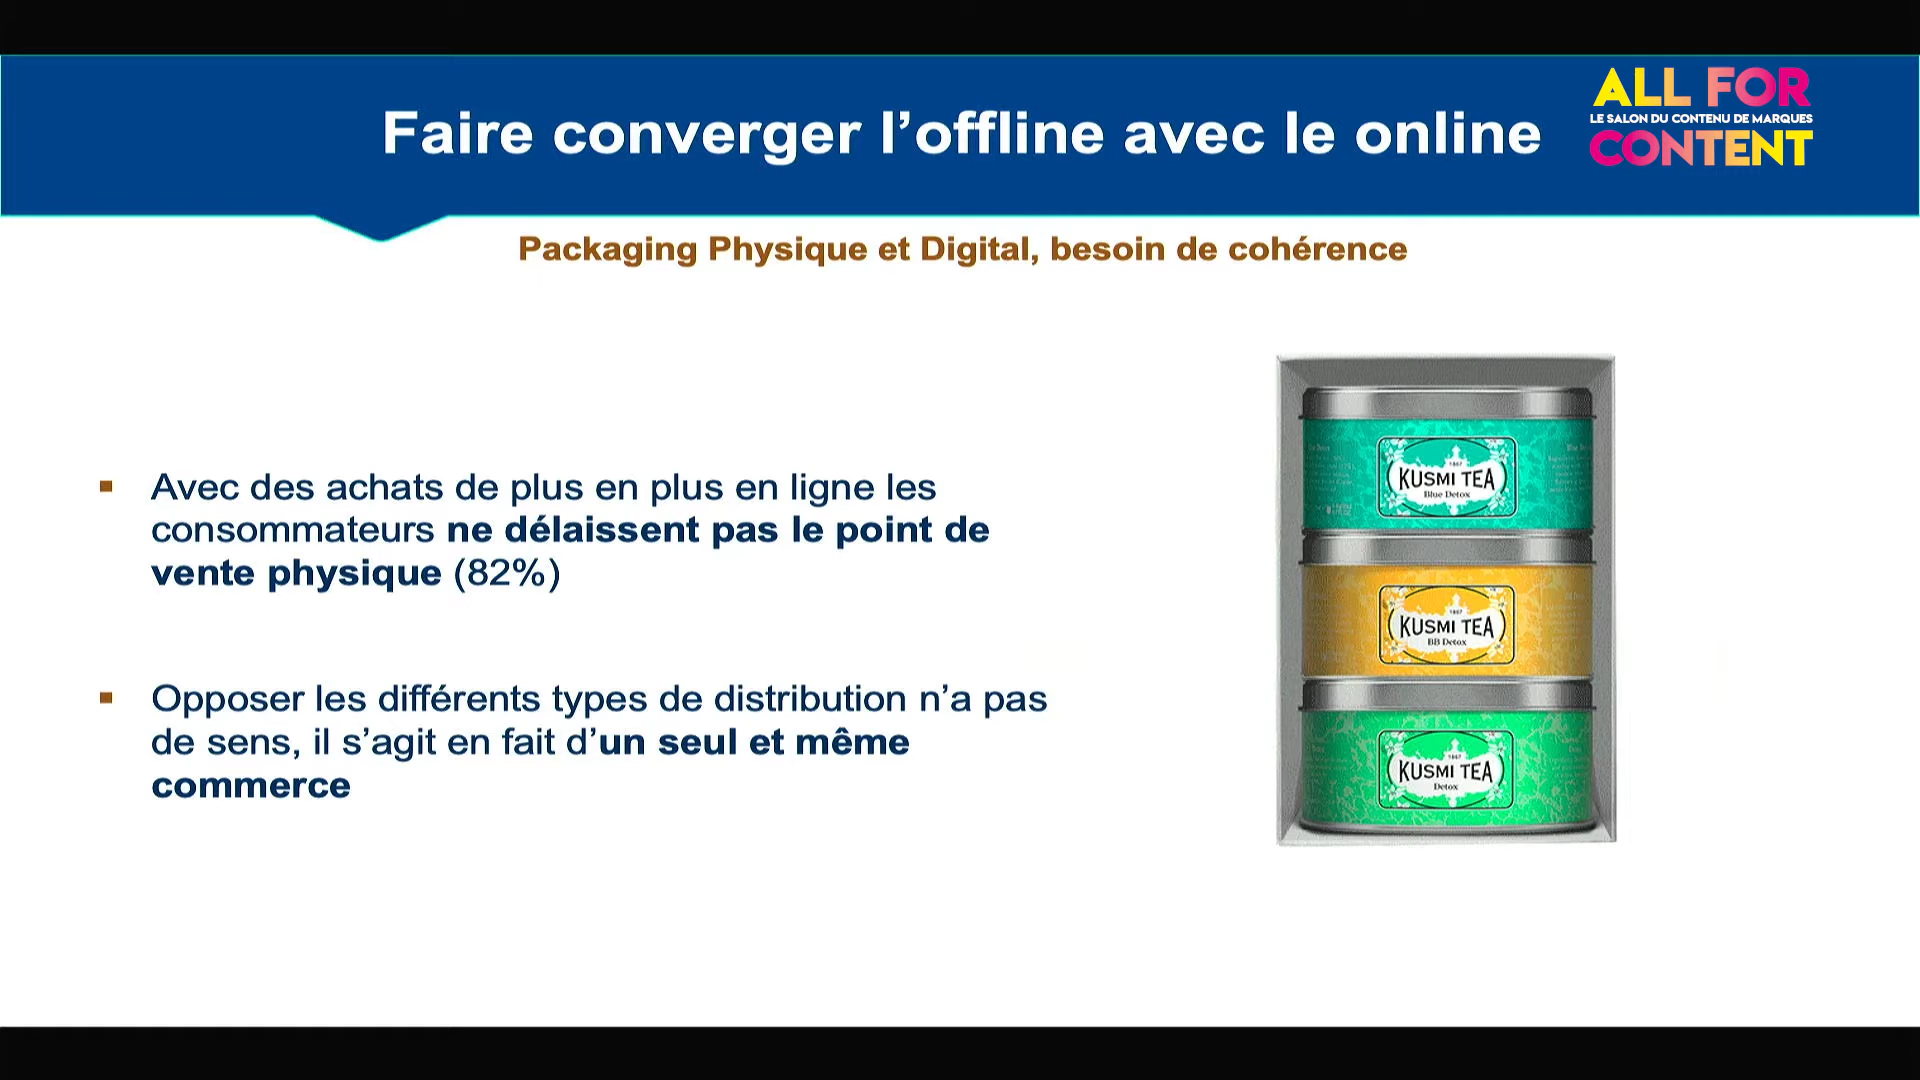 Faire converger l’offline avec le online
ALL FOR
LE SALON DU CONTENU DE MARQUES
CONTENT
Packaging Physique et Digital, besoin de cohérence
▪ Avec des achats de plus en plus en ligne les
consommateurs ne délaissent pas le point de
vente physique (82%)
▪ Opposer les différents types de distribution n’a pas
de sens, il s’agit en fait d’un seul et même
commerce
1867
KUSMI TEA
Blue Detox
1867
KUSMI TEA
BB Detox
1867
KUSMI TEA
Detox